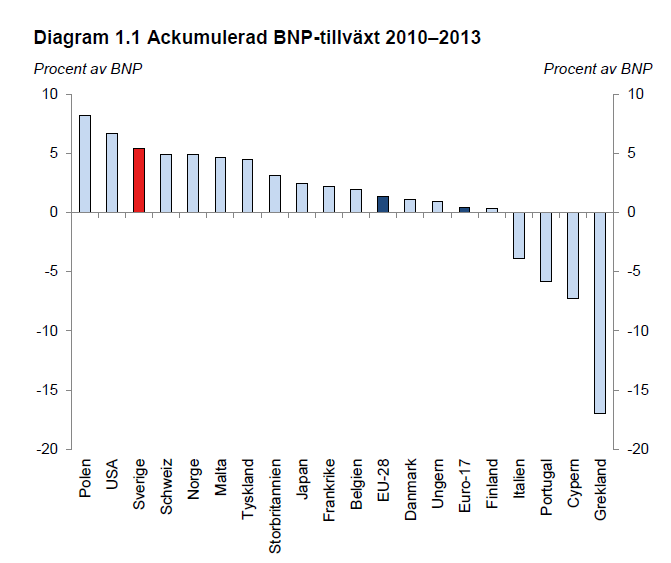 Diagram 1.1 Ackumulerad BNP-tillväxt 2010–2013
Procent av BNP
Procent av BNP
10
5
0
-5
-10
-15
-20
10
5
0
-5
-10
-15
-20
Polen
USA
Sverige
Schweiz
Norge
Malta
Tyskland
Storbritannien
Japan
Frankrike
Belgien
EU-28
Danmark
Ungern
Euro-17
Finland
Italien
Portugal
Cypern
Grekland